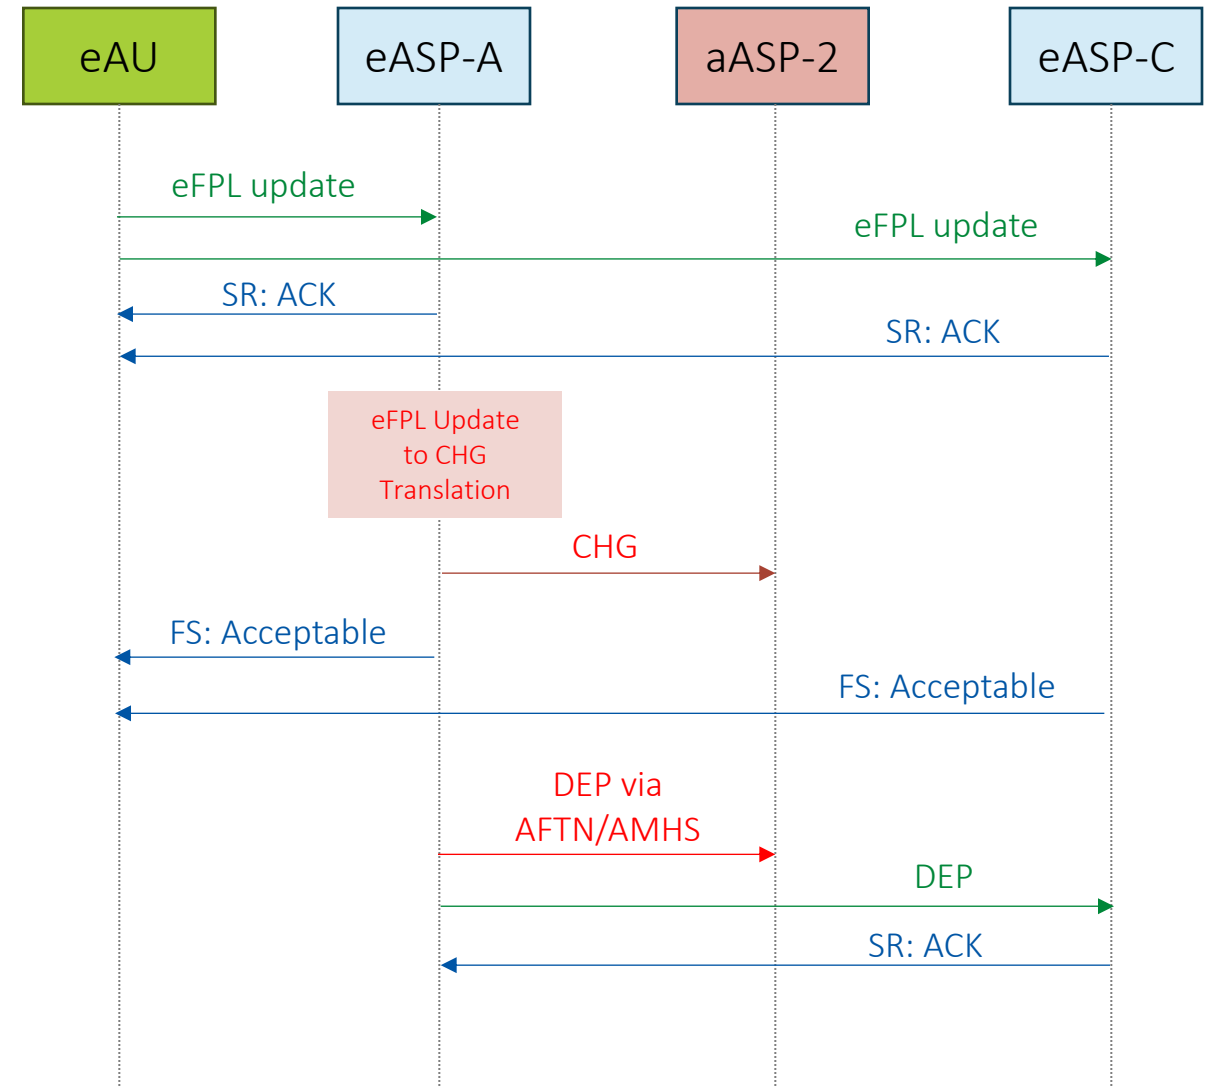 eAU
eASP-A
aASP-2
eASP-C
eFPL update
eFPL update
SR: ACK
SR: ACK
eFPL Update
to CHG
Translation
CHG
FS: Acceptable
FS: Acceptable
DEP via
AFTN/AMHS
DEP
SR: ACK